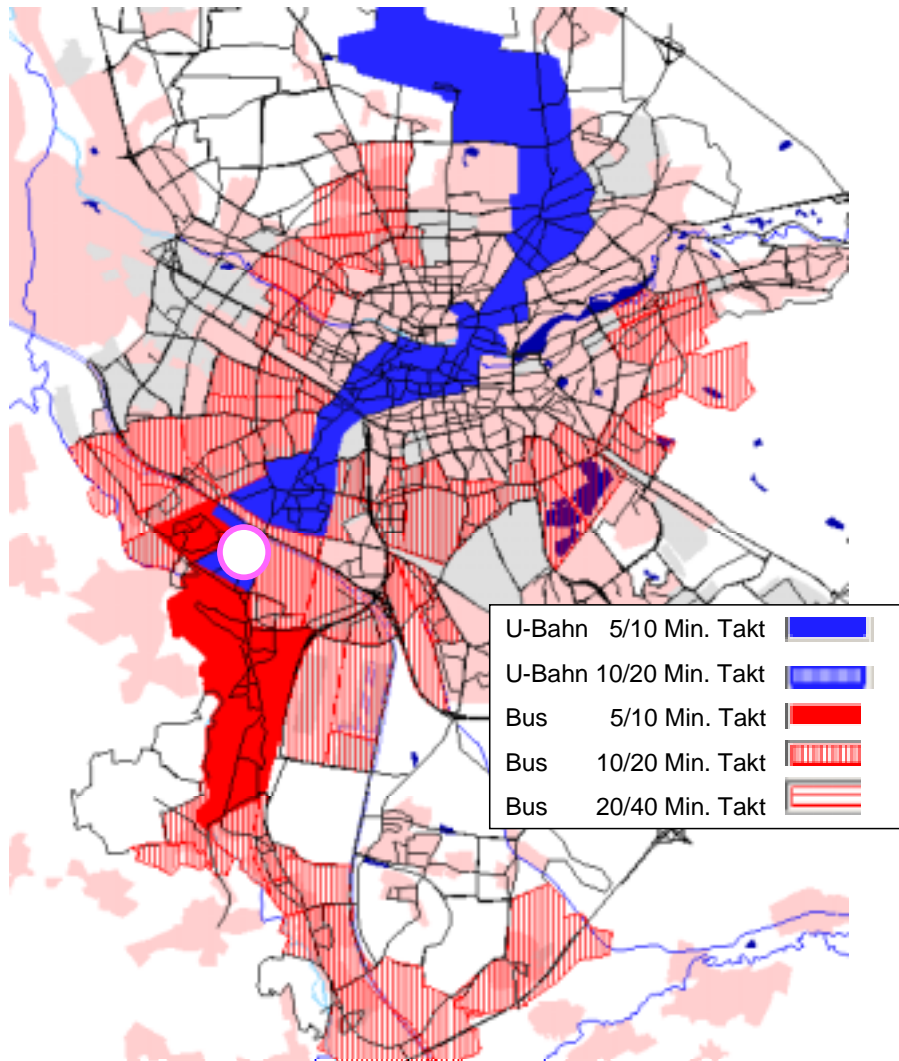 U-Bahn 5/10 Min. Takt
U-Bahn 10/20 Min. Takt
Bus 5/10 Min. Takt
Bus 10/20 Min. Takt
Bus 20/40 Min. Takt